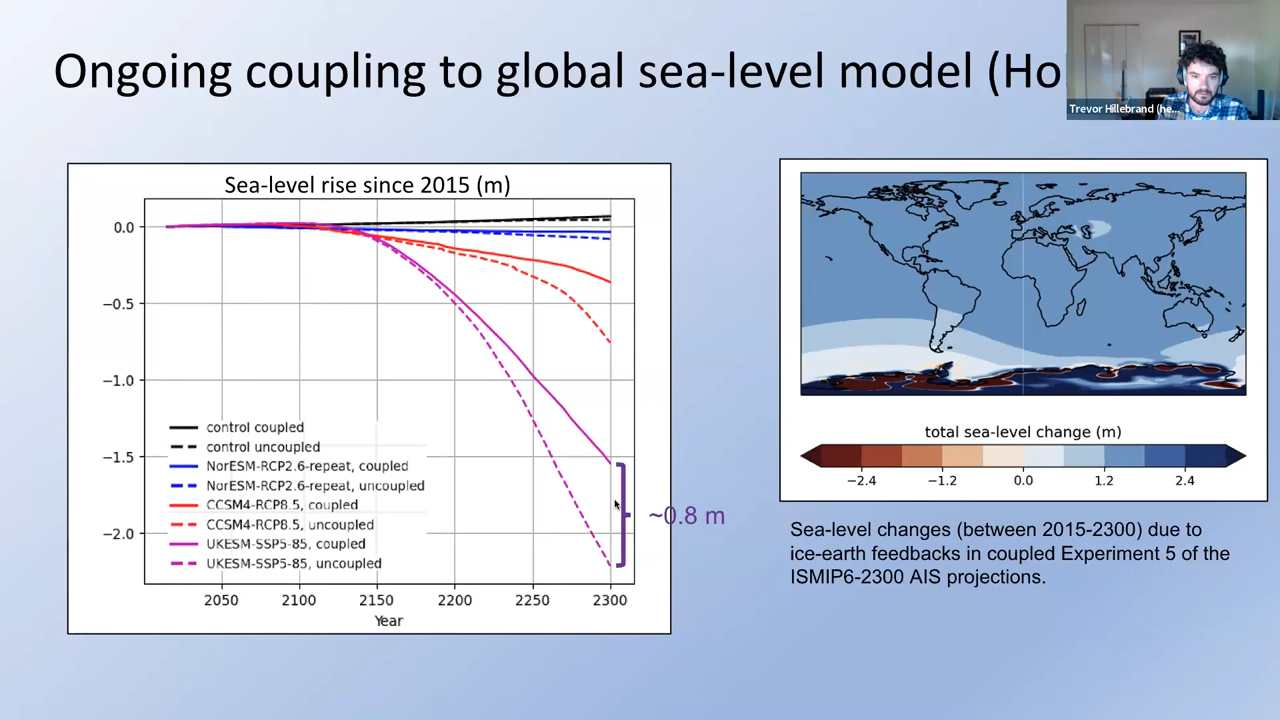 Ongoing coupling to global sea-level model (Ho
Trevor Hillebrand (he...
Sea-level rise since 2015 (m)
0.0
−0.5
−1.0
−1.5
−2.0
control coupled
control uncoupled
NorESM-RCP2.6-repeat, coupled
NorESM-RCP2.6-repeat, uncoupled
CCSM4-RCP8.5, coupled
CCSM4-RCP8.5, uncoupled
UKESM-SSP5-85, coupled
UKESM-SSP5-85, uncoupled
2050 2100 2150 2200 2250 2300
Year
~0.8 m
total sea-level change (m)
−2.4 −1.2 0.0 1.2 2.4
Sea-level changes (between 2015-2300) due to
ice-earth feedbacks in coupled Experiment 5 of the
ISMIP6-2300 AIS projections.